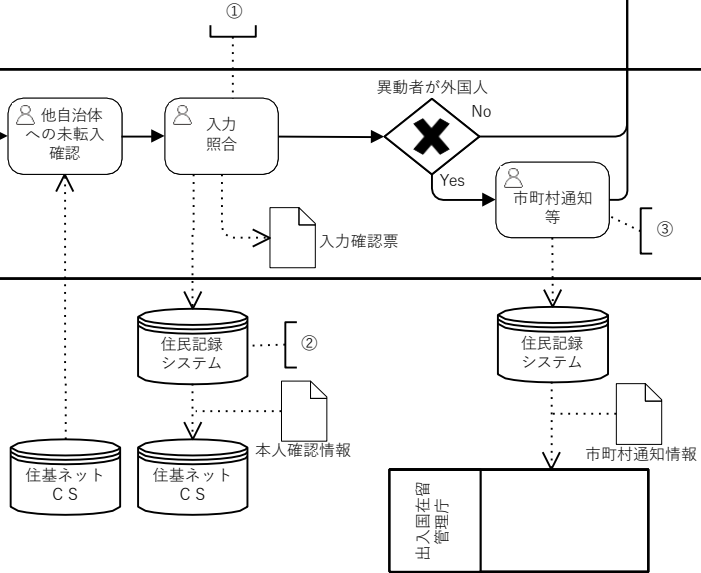 ①
異動者が外国人
他自治体
への未転入
確認
入力
照合
No
Yes
市町村通知
等
入力確認票
③
住民記録
システム
②
住民記録
システム
本人確認情報
市町村通知情報
住基ネット
ＣＳ
住基ネット
ＣＳ
出入国在留
管理庁